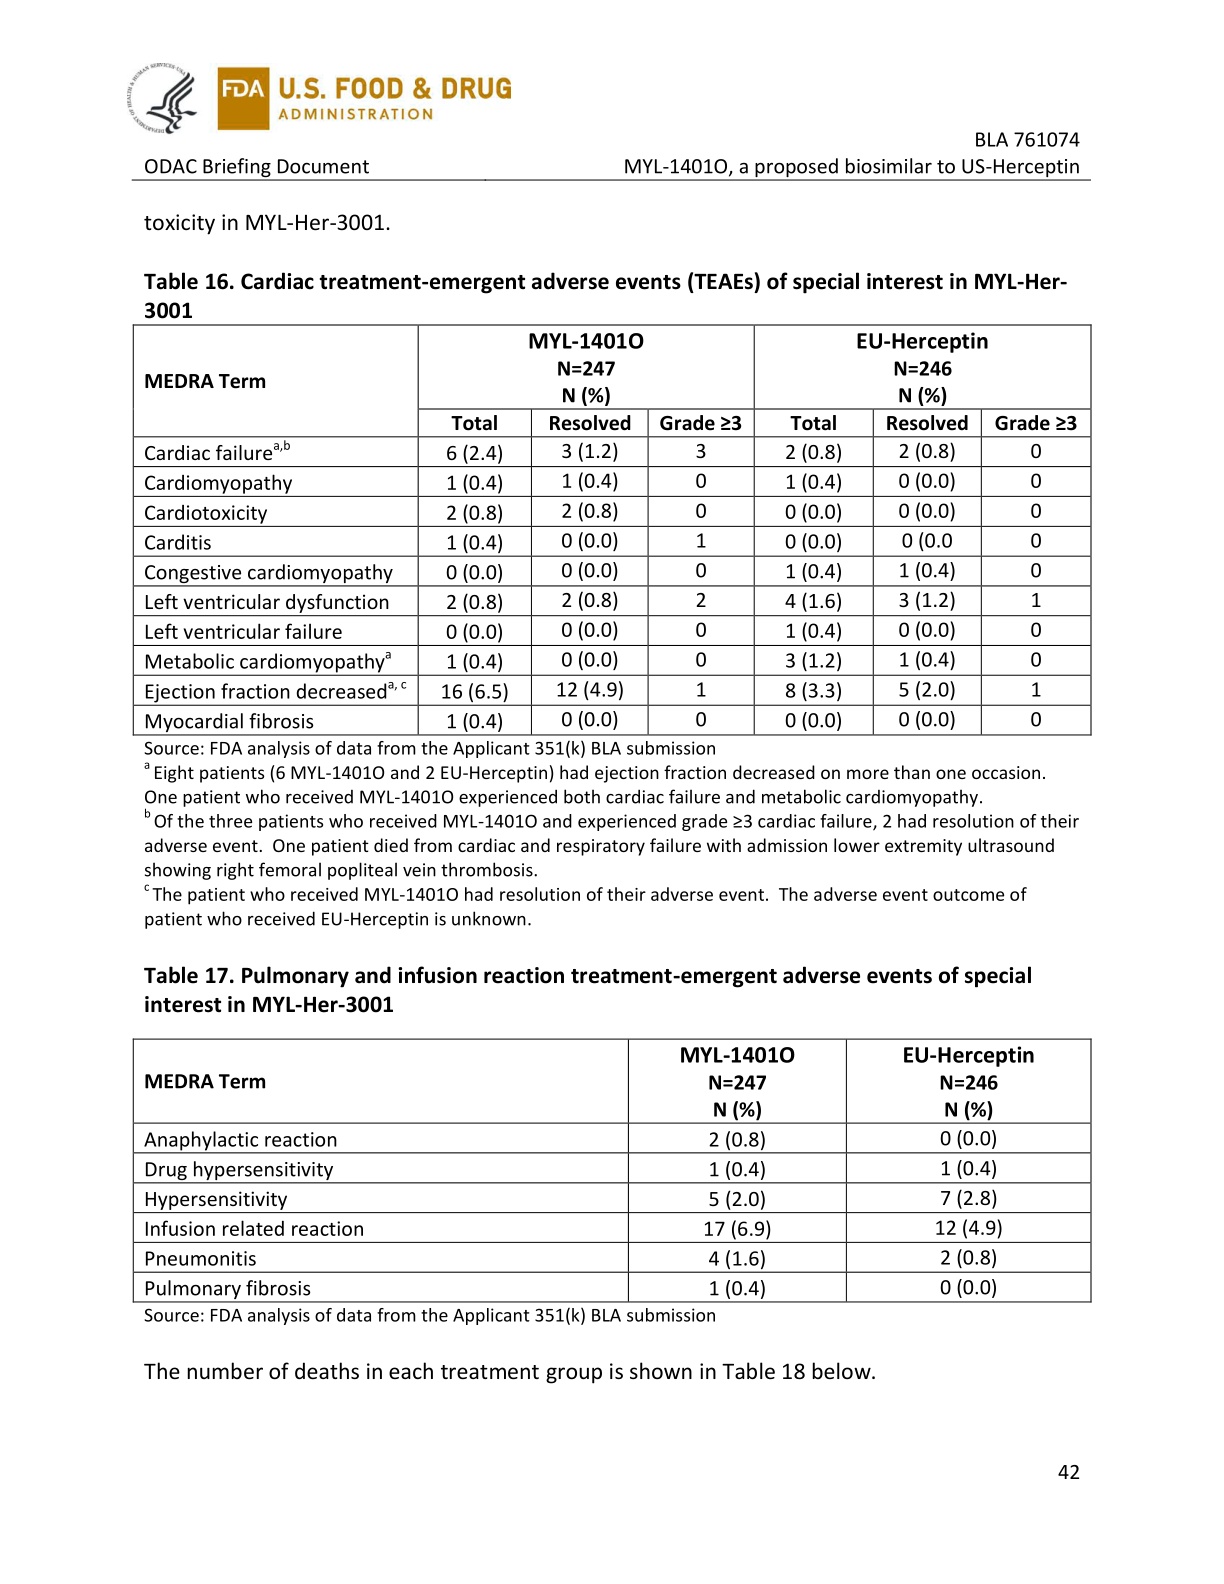 DEPARTMENT OF HEALTH & HUMAN SERVICES·USA
FDA U.S. FOOD & DRUG
ADMINISTRATION
BLA 761074
ODAC Briefing Document MYL-1401O, a proposed biosimilar to US-Herceptin
toxicity in MYL-Her-3001.
Table 16. Cardiac treatment-emergent adverse events (TEAEs) of special interest in MYL-Her-
3001
MEDRA Term
MYL-1401O
N=247
N (%)
EU-Herceptin
N=246
N (%)
Total Resolved Grade ≥3 Total Resolved Grade ≥3
Cardiac failure a,b 6 (2.4) 3 (1.2) 3 2 (0.8) 2 (0.8) 0
Cardiomyopathy 1 (0.4) 1 (0.4) 0 1 (0.4) 0 (0.0) 0
Cardiotoxicity 2 (0.8) 2 (0.8) 0 0 (0.0) 0 (0.0) 0
Carditis 1 (0.4) 0 (0.0) 1 0 (0.0) 0 (0.0 0
Congestive cardiomyopathy 0 (0.0) 0 (0.0) 0 1 (0.4) 1 (0.4) 0
Left ventricular dysfunction 2 (0.8) 2 (0.8) 2 4 (1.6) 3 (1.2) 1
Left ventricular failure 0 (0.0) 0 (0.0) 0 1 (0.4) 0 (0.0) 0
Metabolic cardiomyopathy a 1 (0.4) 0 (0.0) 0 3 (1.2) 1 (0.4) 0
Ejection fraction decreased a, c 16 (6.5) 12 (4.9) 1 8 (3.3) 5 (2.0) 1
Myocardial fibrosis 1 (0.4) 0 (0.0) 0 0 (0.0) 0 (0.0) 0
Source: FDA analysis of data from the Applicant 351(k) BLA submission
a Eight patients (6 MYL-1401O and 2 EU-Herceptin) had ejection fraction decreased on more than one occasion.
One patient who received MYL-1401O experienced both cardiac failure and metabolic cardiomyopathy.
b Of the three patients who received MYL-1401O and experienced grade ≥3 cardiac failure, 2 had resolution of their
adverse event. One patient died from cardiac and respiratory failure with admission lower extremity ultrasound
showing right femoral popliteal vein thrombosis.
c The patient who received MYL-1401O had resolution of their adverse event. The adverse event outcome of
patient who received EU-Herceptin is unknown.
Table 17. Pulmonary and infusion reaction treatment-emergent adverse events of special
interest in MYL-Her-3001
MEDRA Term
MYL-1401O
N=247
N (%)
EU-Herceptin
N=246
N (%)
Anaphylactic reaction 2 (0.8) 0 (0.0)
Drug hypersensitivity 1 (0.4) 1 (0.4)
Hypersensitivity 5 (2.0) 7 (2.8)
Infusion related reaction 17 (6.9) 12 (4.9)
Pneumonitis 4 (1.6) 2 (0.8)
Pulmonary fibrosis 1 (0.4) 0 (0.0)
Source: FDA analysis of data from the Applicant 351(k) BLA submission
The number of deaths in each treatment group is shown in Table 18 below.
42